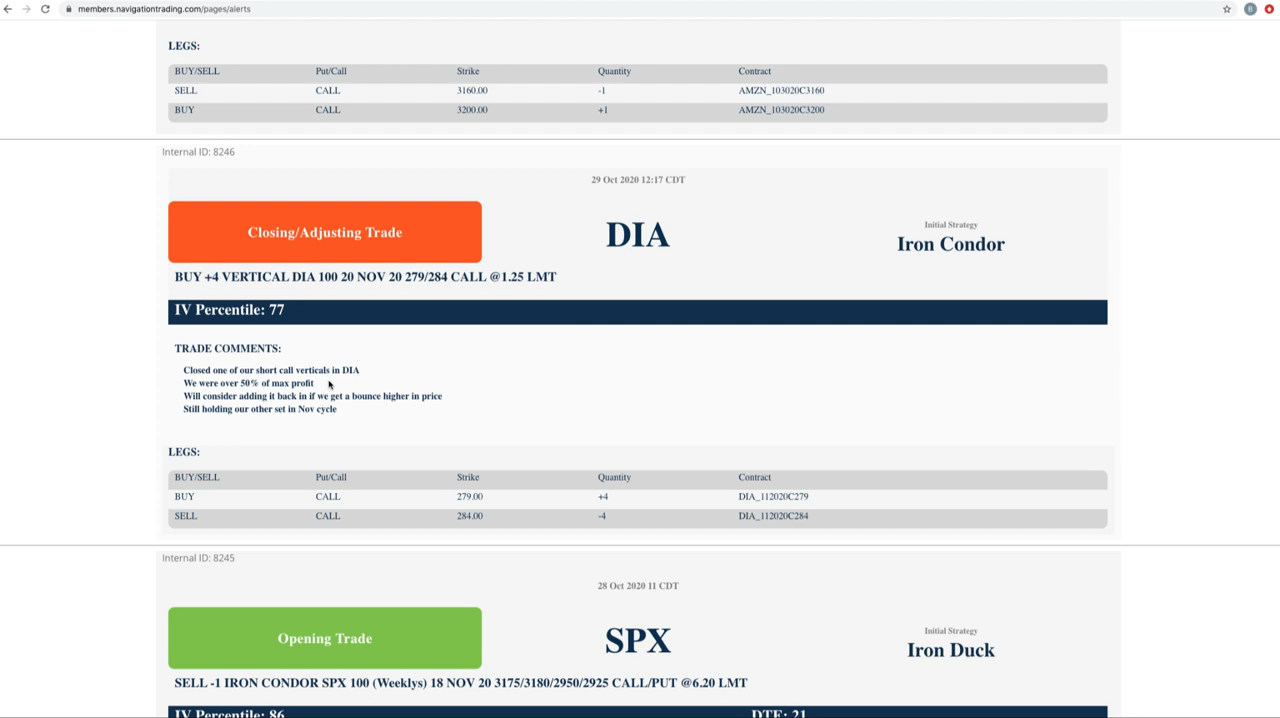 members.navigationtrading.com/pages/alerts
B
LEGS:
BUY/SELL Put/Call Strike Quantity Contract
SELL CALL 3160.00 -1 AMZN_103020C3160
BUY CALL 3200.00 +1 AMZN_103020C3200
Internal ID: 8246
29 Oct 2020 12:17 CDT
Closing/Adjusting Trade
DIA
Initial Strategy
Iron Condor
BUY +4 VERTICAL DIA 100 20 NOV 20 279/284 CALL @1.25 LMT
IV Percentile: 77
TRADE COMMENTS:
Closed one of our short call verticals in DIA
We were over 50% of max profit
Will consider adding it back in if we get a bounce higher in price
Still holding our other set in Nov cycle
LEGS:
BUY/SELL Put/Call Strike Quantity Contract
BUY CALL 279.00 +4 DIA_112020C279
SELL CALL 284.00 -4 DIA_112020C284
Internal ID: 8245
28 Oct 2020 11 CDT
Opening Trade
SPX
Initial Strategy
Iron Duck
SELL -1 IRON CONDOR SPX 100 (Weeklys) 18 NOV 20 3175/3180/2950/2925 CALL/PUT @6.20 LMT
IV Percentile: 86 DTE: 21